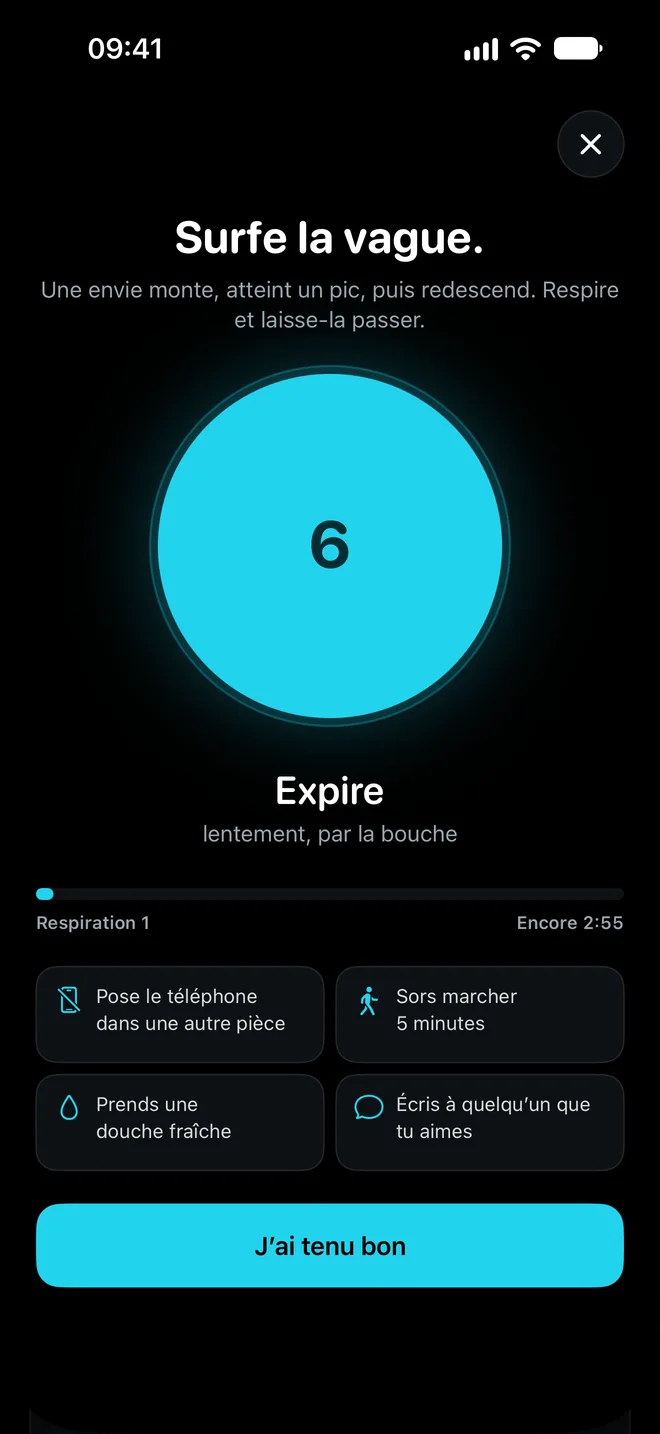 09:41
Surfe la vague.
Une envie monte, atteint un pic, puis redescend. Respire
et laisse-la passer.
6
Expire
lentement, par la bouche
Respiration 1
Encore 2:55
Pose le téléphone
dans une autre pièce
Sors marcher
5 minutes
Prends une
douche fraîche
Écris à quelqu’un que
tu aimes
J’ai tenu bon